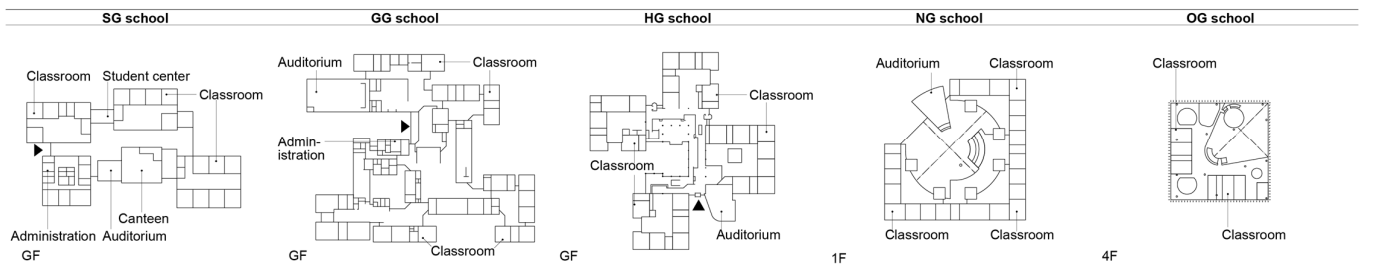 SG school
GG school
HG school
NG school
OG school
Classroom
Student center
Classroom
Canteen
Administration
Auditorium
GF
Auditorium
Classroom
Admin-
istration
Classroom
GF
Classroom
Classroom
Auditorium
GF
Auditorium
Classroom
Classroom
Classroom
1F
Classroom
Classroom
4F